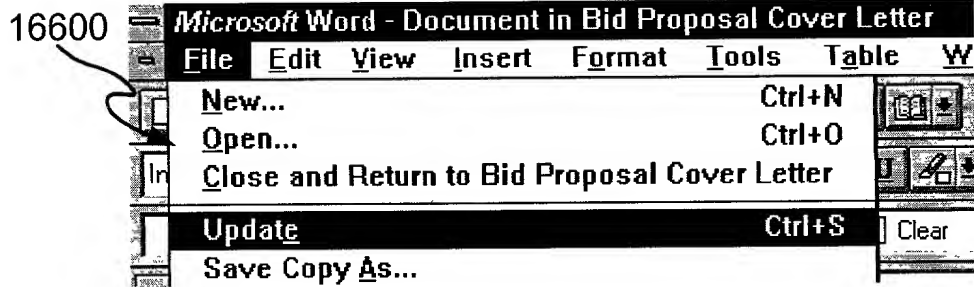 16600
Microsoft Word - Document in Bid Proposal Cover Letter
File Edit View Insert Format Tools Table W
New... Ctrl+N
Open... Ctrl+O
In
Close and Return to Bid Proposal Cover Letter
U
Update Ctrl+S
Clear
Save Copy As...